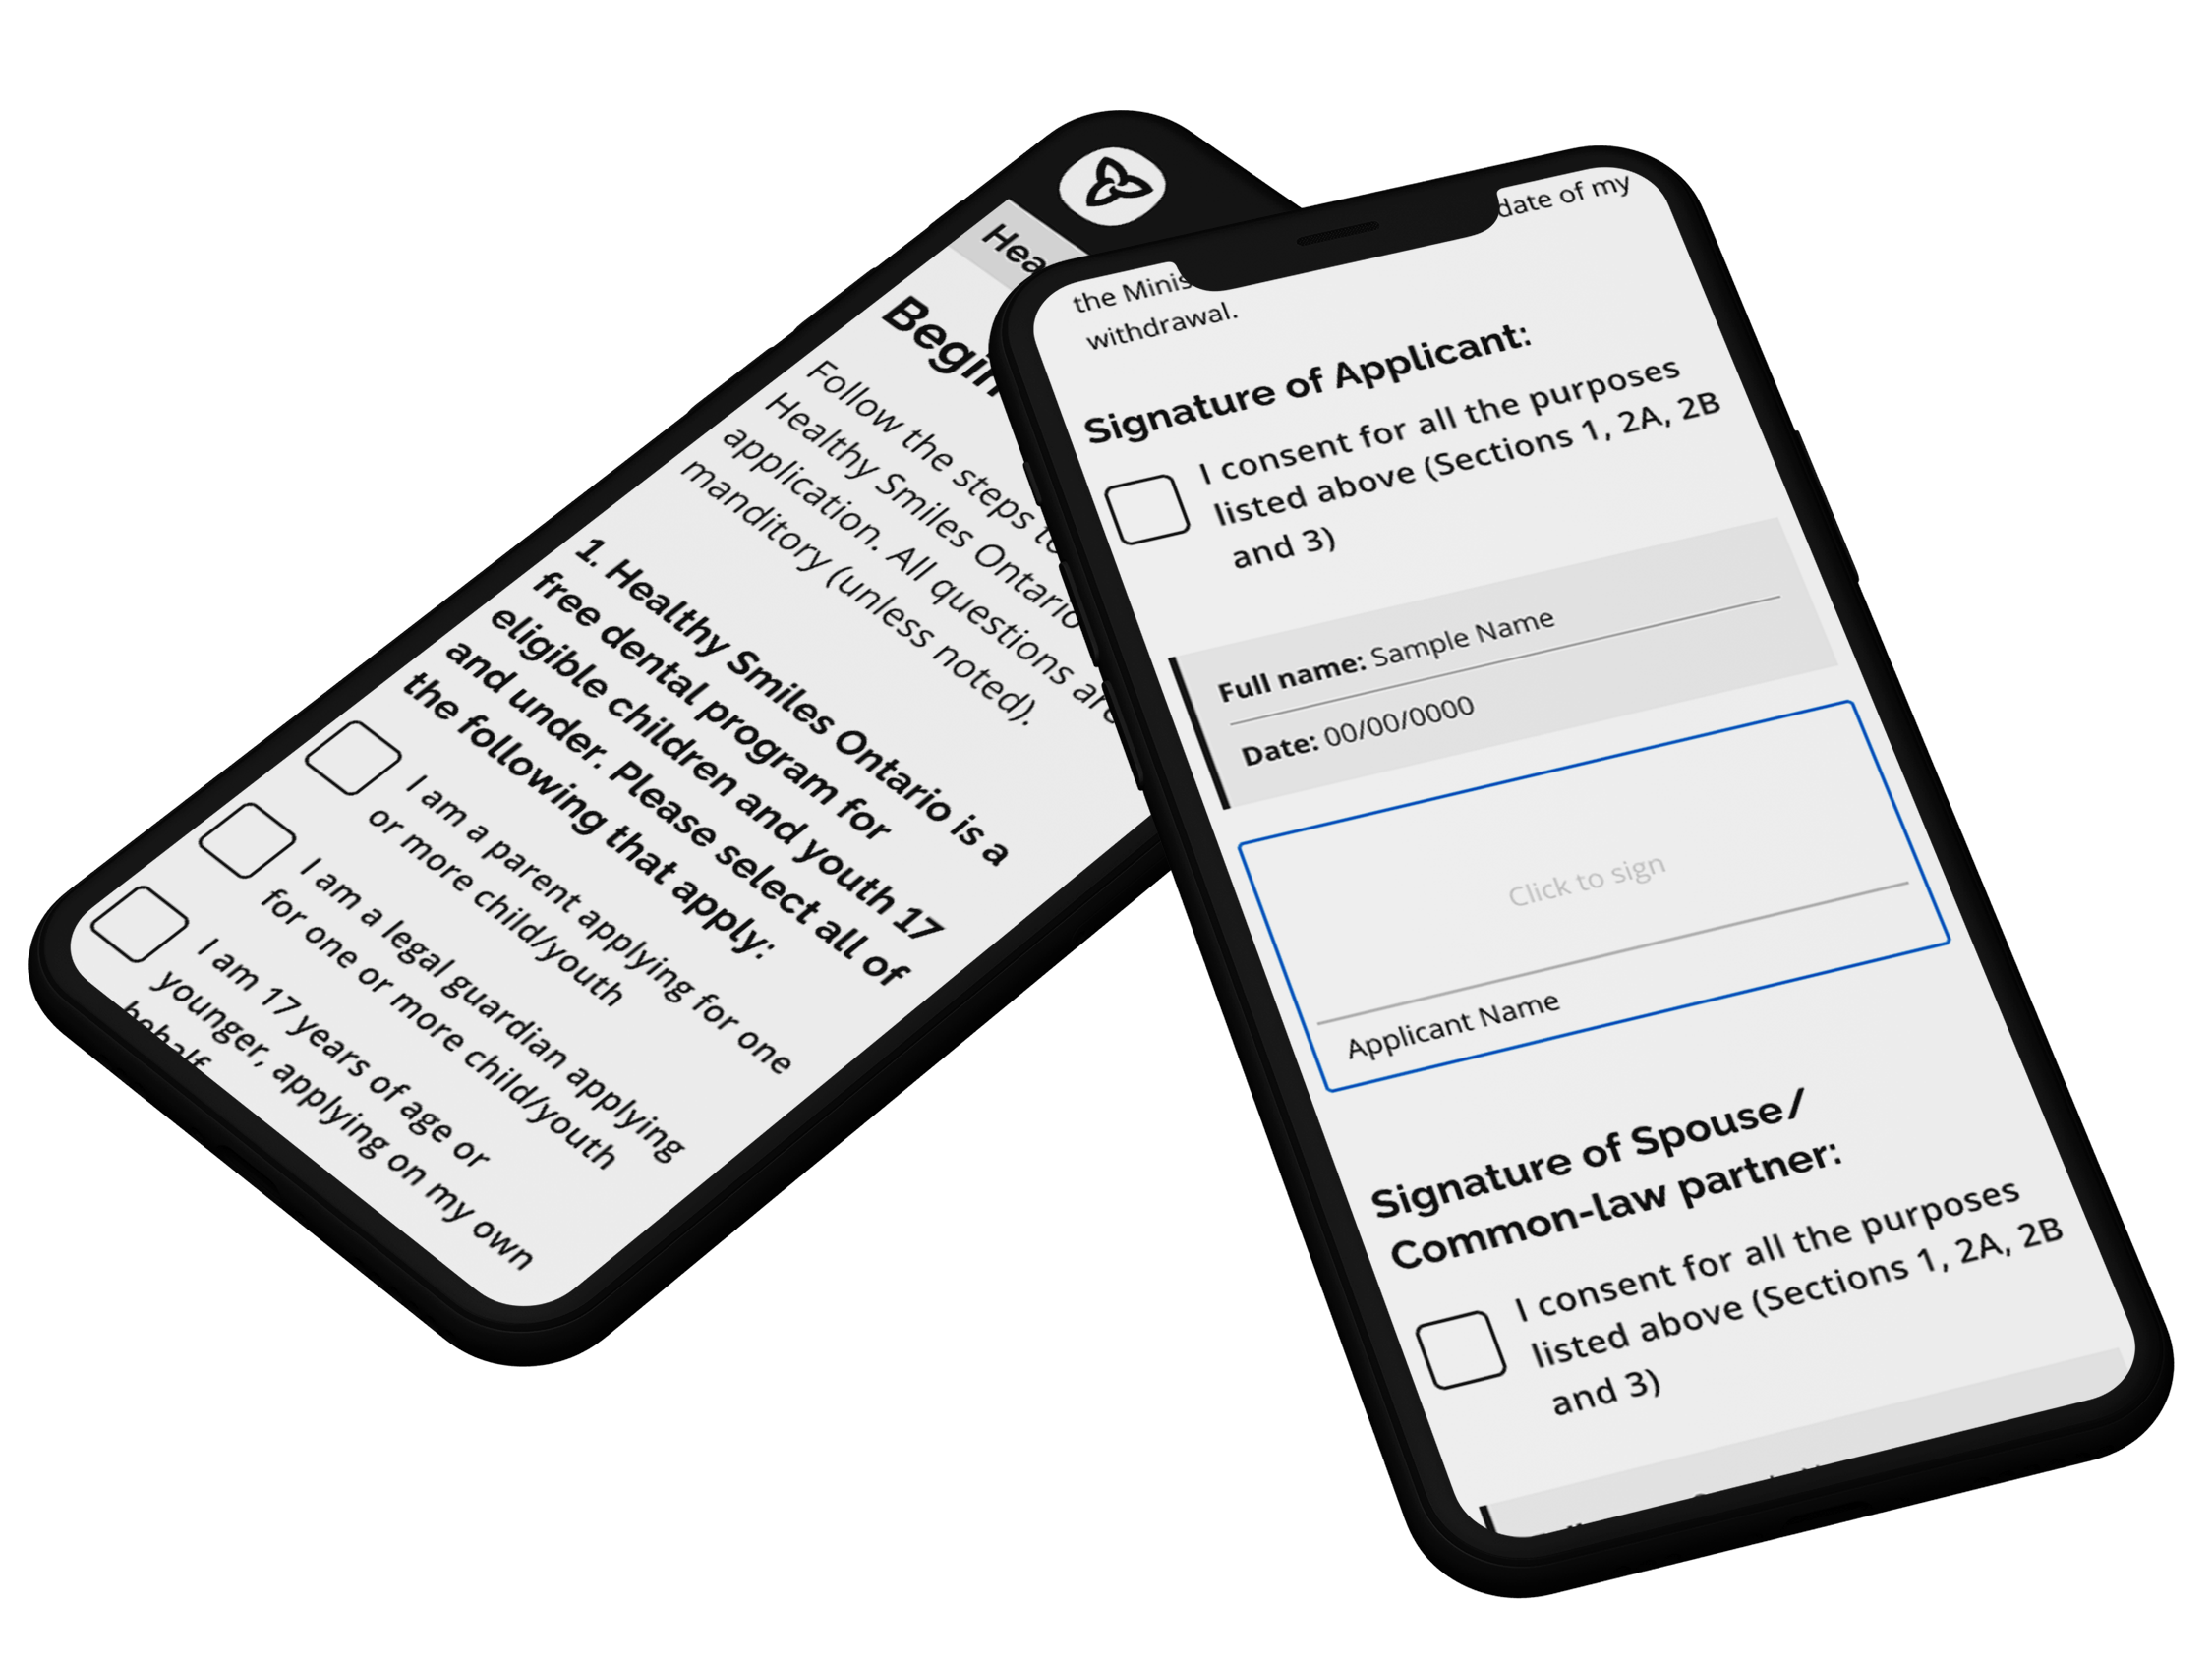 Hea
Begin
Follow the steps to
Healthy Smiles Ontario
application. All questions are
manditory (unless noted).
1. Healthy Smiles Ontario is a
free dental program for
eligible children and youth 17
and under. Please select all of
the following that apply:
I am a parent applying for one
or more child/youth
I am a legal guardian applying
for one or more child/youth
I am 17 years of age or
younger, applying on my own
behalf
date of my
the Minis
withdrawal.
Signature of Applicant:
I consent for all the purposes
listed above (Sections 1, 2A, 2B
and 3)
Full name: Sample Name
Date: 00/00/0000
Click to sign
Applicant Name
Signature of Spouse/
Common-law partner:
I consent for all the purposes
listed above (Sections 1, 2A, 2B
and 3)